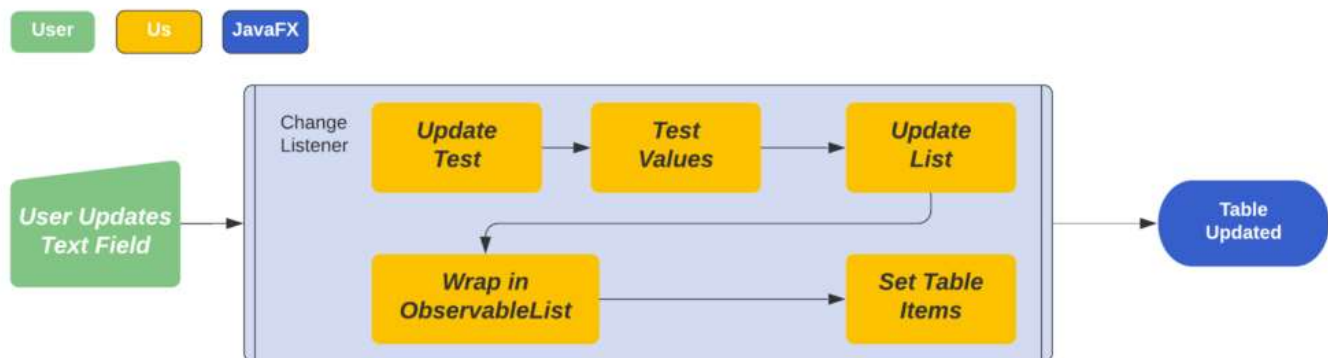 User
Us
JavaFX
Change
Listener
Update
Test
Test
Values
Update
List
User Updates
Text Field
Table
Updated
Wrap in
ObservableList
Set Table
Items